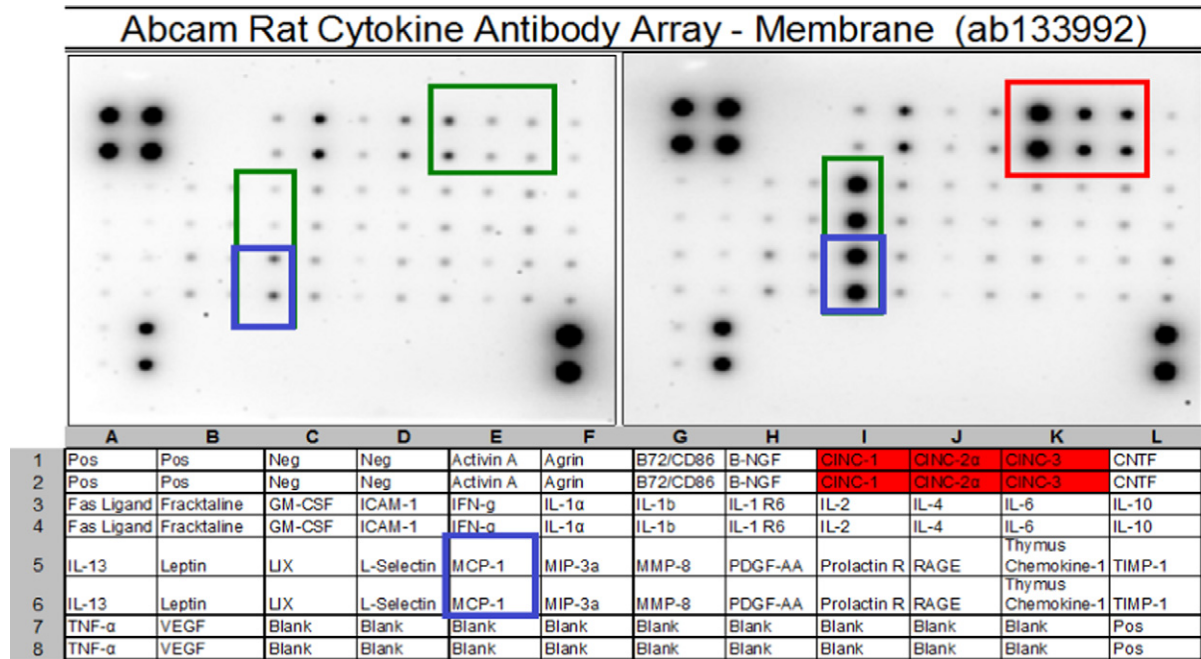 Abcam Rat Cytokine Antibody Array - Membrane (ab133992)
A B C D E F G H I J K L
1 Pos Pos Neg Neg Activin A Agrin B72/CD86 B-NGF CINC-1 CINC-2α CINC-3 CNTF
2 Pos Pos Neg Neg Activin A Agrin B72/CD86 B-NGF CINC-1 CINC-2α CINC-3 CNTF
3 Fas Ligand Fracktaline GM-CSF ICAM-1 IFN-g IL-1α IL-1b IL-1 R6 IL-2 IL-4 IL-6 IL-10
4 Fas Ligand Fracktaline GM-CSF ICAM-1 IFN-g IL-1α IL-1b IL-1 R6 IL-2 IL-4 IL-6 IL-10
5 IL-13 Leptin LIX L-Selectin MCP-1 MIP-3a MMP-8 PDGF-AA Prolactin R RAGE Thymus Chemokine-1 TIMP-1
6 IL-13 Leptin LIX L-Selectin MCP-1 MIP-3a MMP-8 PDGF-AA Prolactin R RAGE Thymus Chemokine-1 TIMP-1
7 TNF-α VEGF Blank Blank Blank Blank Blank Blank Blank Blank Blank Pos
8 TNF-α VEGF Blank Blank Blank Blank Blank Blank Blank Blank Blank Pos